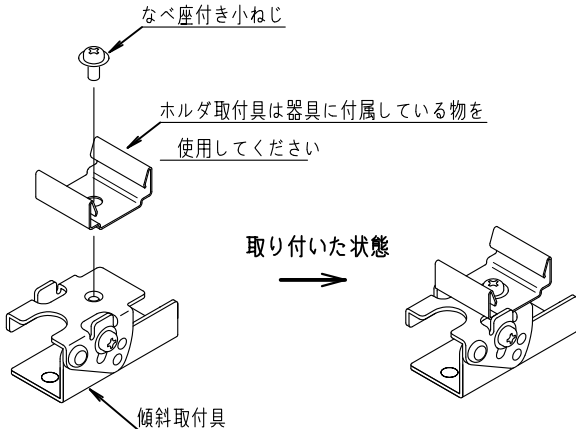 なべ座付き小ねじ
ホルダ取付具は器具に付属している物を
使用してください
取り付いた状態
傾斜取付具